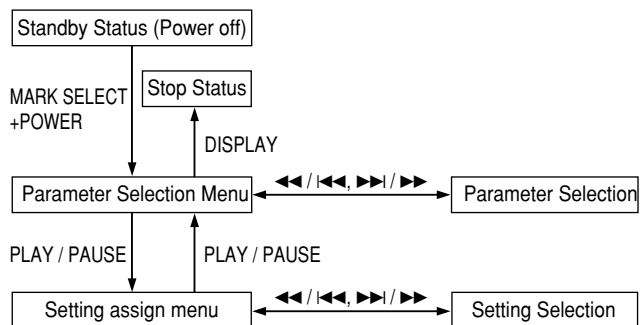 Standby Status (Power off)
MARK SELECT
+POWER
Stop Status
DISPLAY
Parameter Selection Menu
◀◀ / |◀◀, ▶▶| / ▶▶
Parameter Selection
PLAY / PAUSE
PLAY / PAUSE
Setting assign menu
◀◀ / |◀◀, ▶▶| / ▶▶
Setting Selection